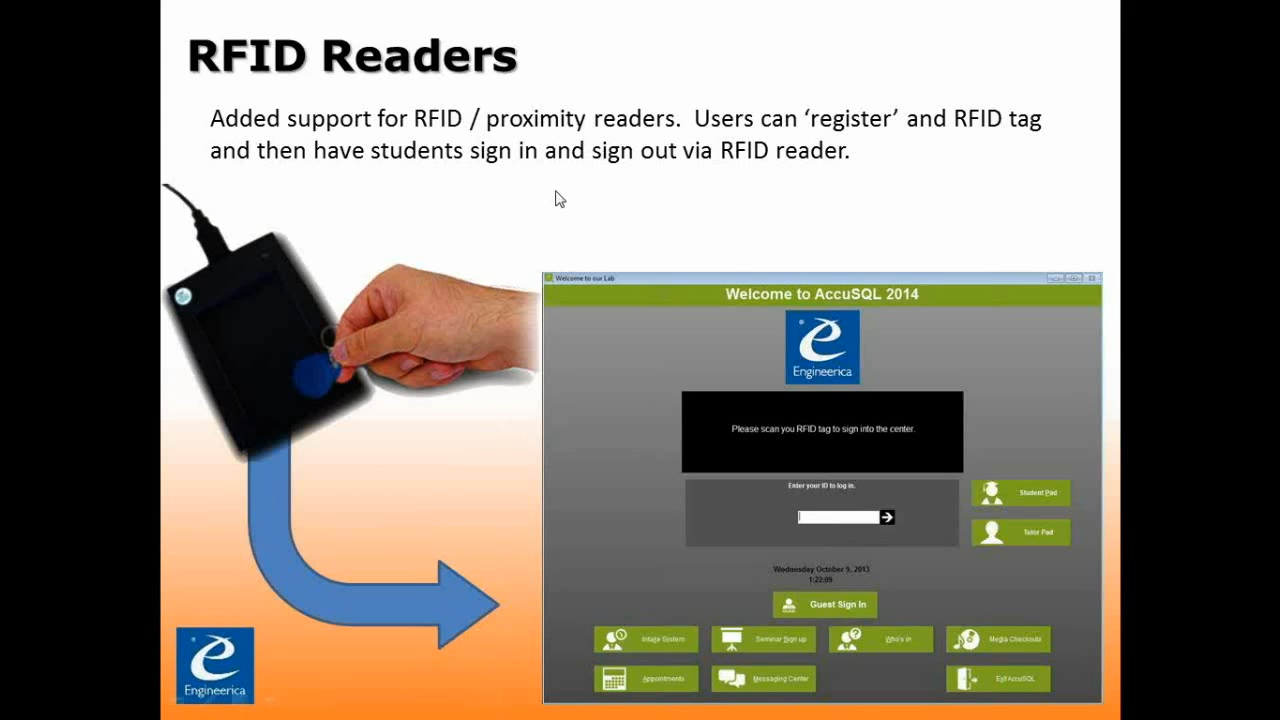 RFID Readers
Added support for RFID / proximity readers.  Users can ‘register’ and RFID tag
and then have students sign in and sign out via RFID reader.
Welcome to our Lab
Welcome to AccuSQL 2014
e
Engineerica
Please scan you RFID tag to sign into the center.
Enter your ID to log in.
Student Pad
Tutor Pad
Wednesday October 9, 2013
1:22:09
Guest Sign In
Intage System
Seminar Sign up
Who's in
Media Checkouts
Appointments
Messaging Center
Exit AccuSQL
e
Engineerica